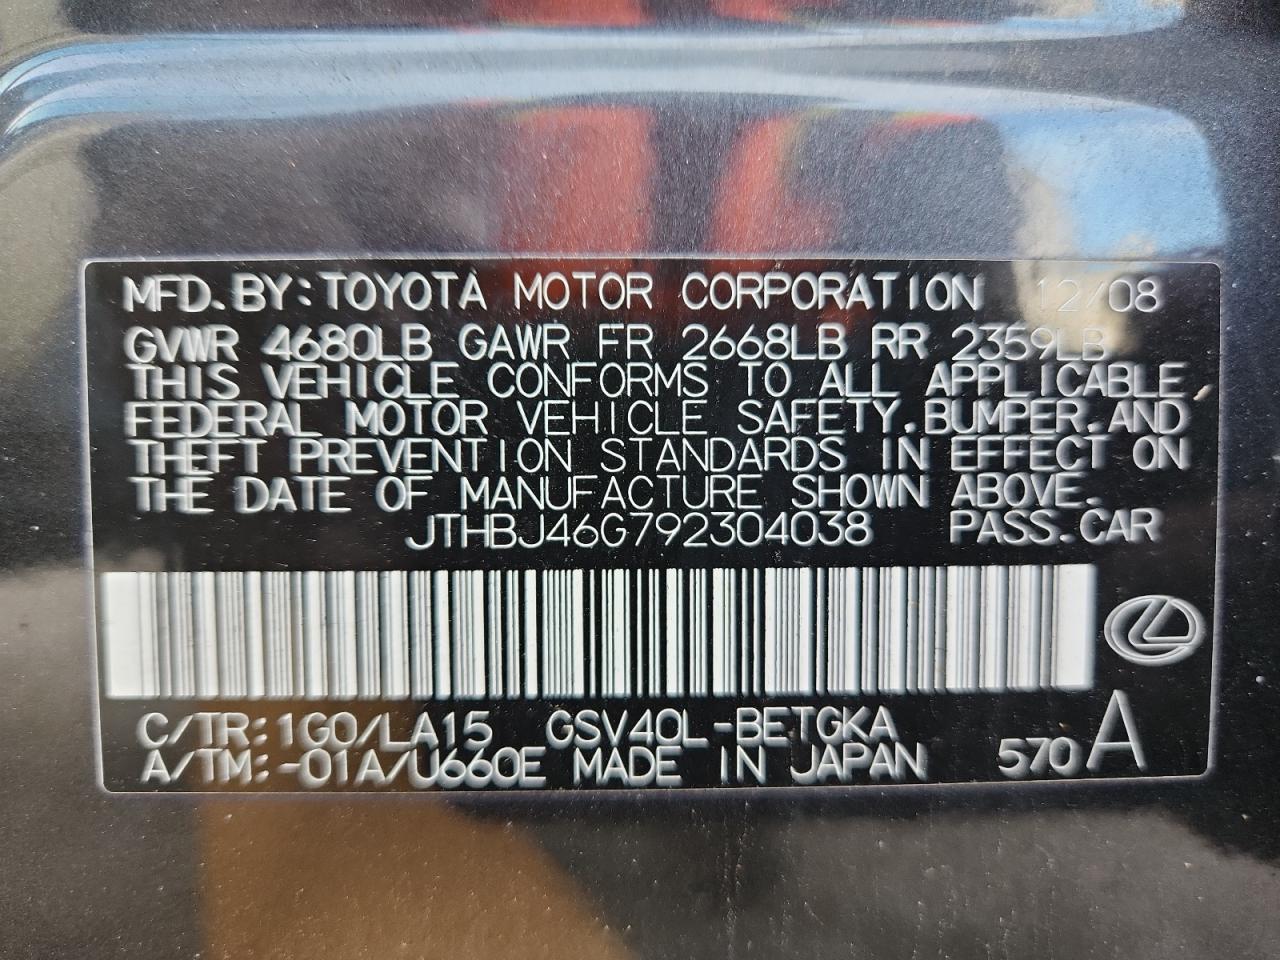 MFD. BY: TOYOTA MOTOR CORPORATION 12/08
GVWR 4680LB GAWR FR 2668LB RR 2359LB
THIS VEHICLE CONFORMS TO ALL APPLICABLE
FEDERAL MOTOR VEHICLE SAFETY, BUMPER, AND
THEFT PREVENTION STANDARDS IN EFFECT ON
THE DATE OF MANUFACTURE SHOWN ABOVE.
JTHBJ46G792304038 PASS. CAR
C/TR: 1G0/LA15 GSV40L-BETGKA
A/TM: -01A/U660E MADE IN JAPAN 570 A